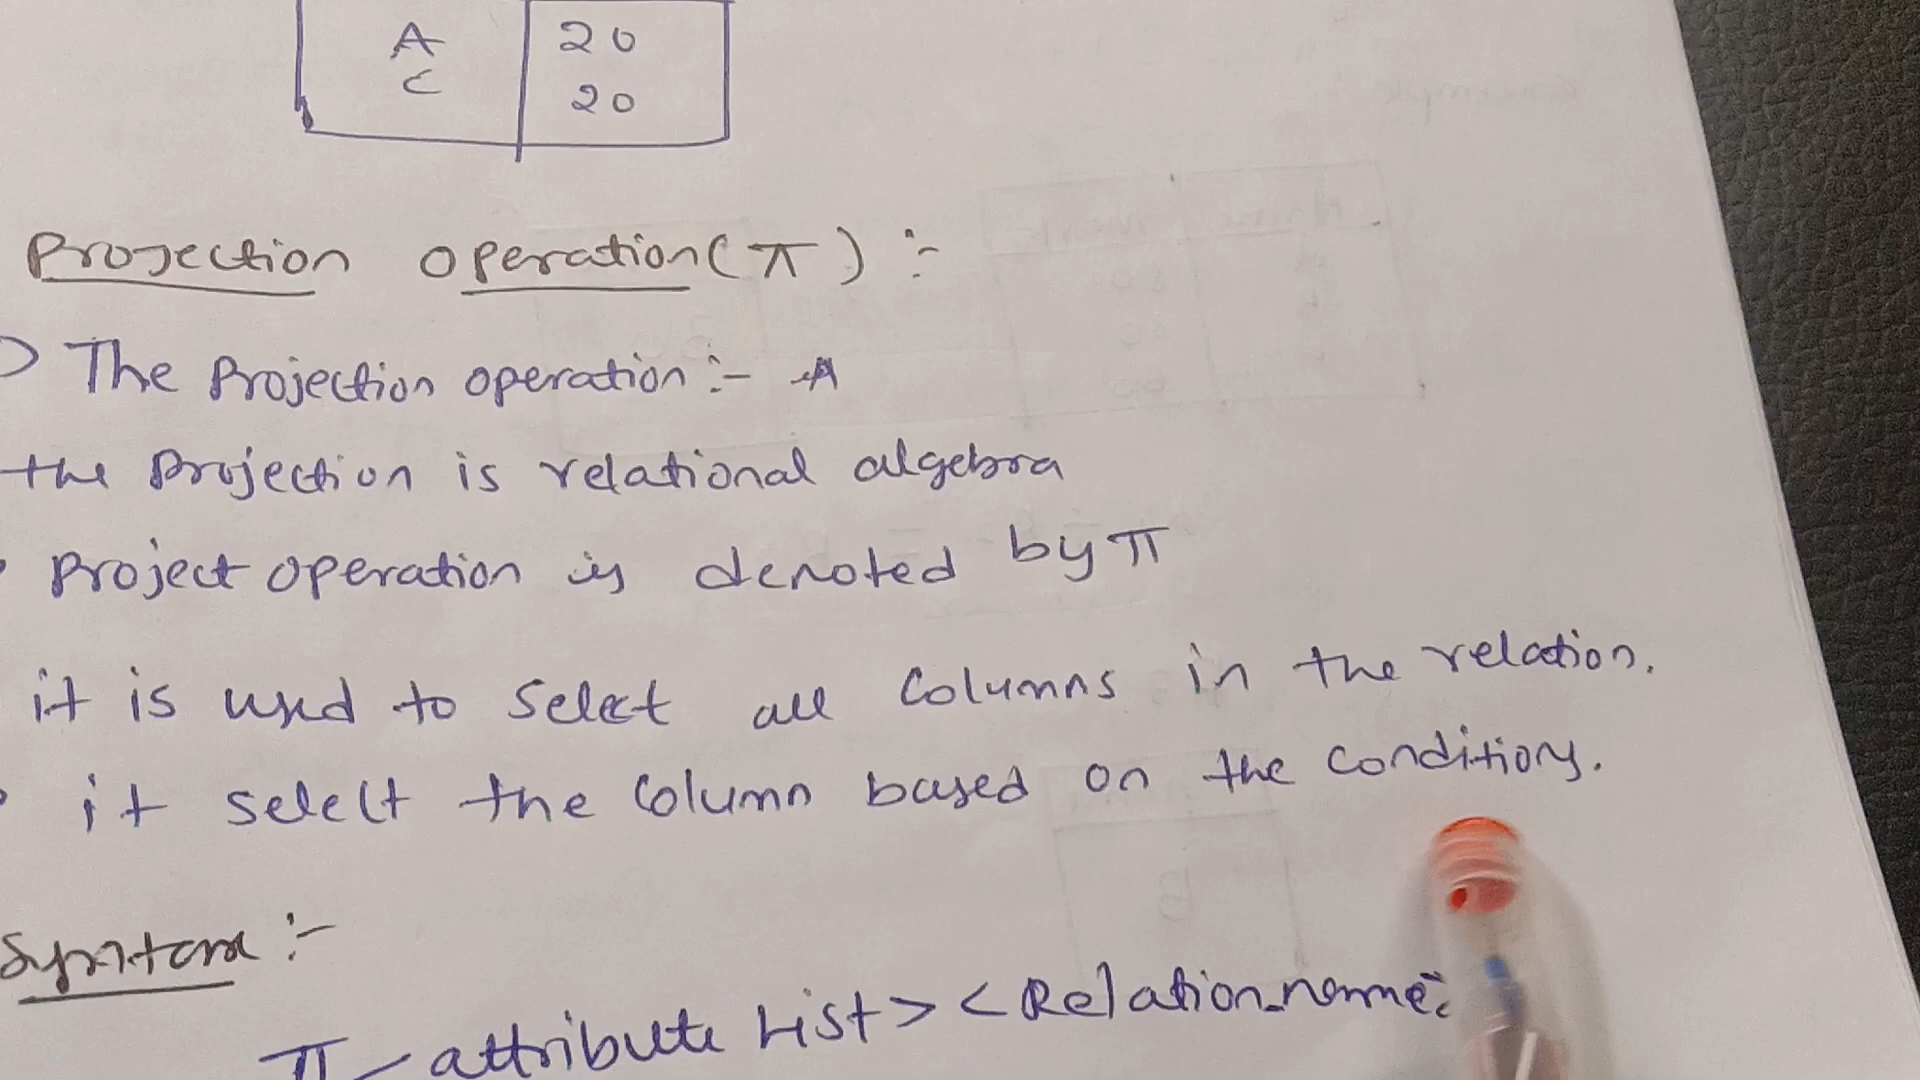 A 20
C 20
Projection operation(π) :-
The Projection operation :- A
the projection is relational algebra
project operation is denoted by π
it is used to select all columns in the relation.
it select the column based on the conditions.
Syntax :-
π attribute List> <Relation_name>